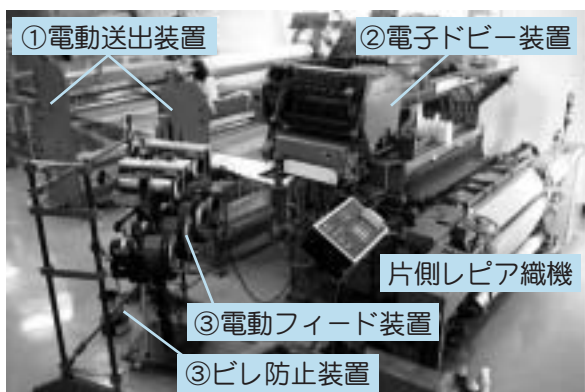 ①電動送出装置
②電子ドビー装置
片側レピア織機
③電動フィード装置
③ビレ防止装置